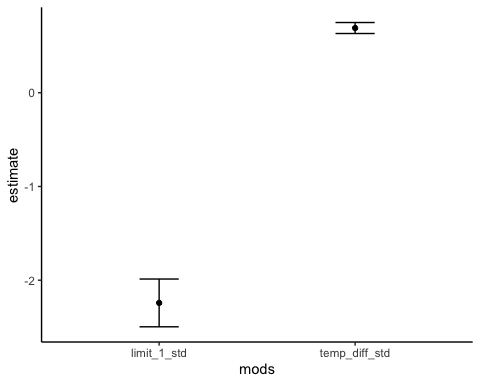 estimate
0
-1
-2
limit_1_std temp_diff_std
mods